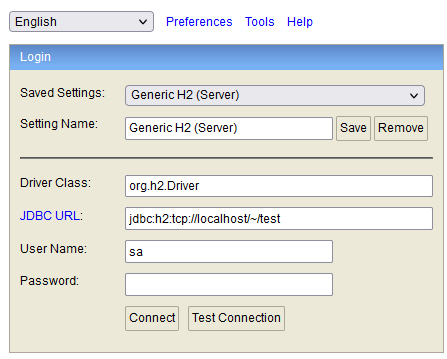 English Preferences Tools Help
Login
Saved Settings: Generic H2 (Server)
Setting Name: Generic H2 (Server) Save Remove
Driver Class: org.h2.Driver
JDBC URL: jdbc:h2:tcp://localhost/~/test
User Name: sa
Password:
Connect Test Connection